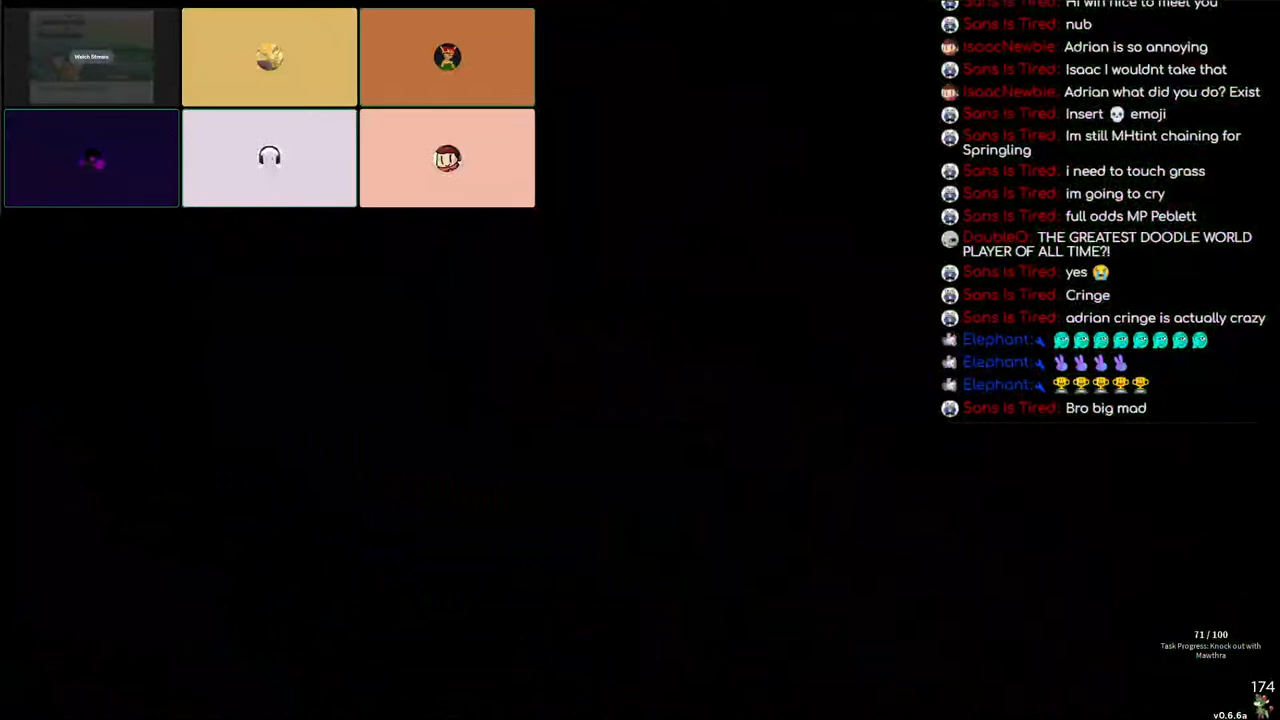 Watch Stream
Sans Is Tired: Hi win nice to meet you
Sans Is Tired: nub
IsaacNewbie: Adrian is so annoying
Sans Is Tired: Isaac I wouldnt take that
IsaacNewbie: Adrian what did you do? Exist
Sans Is Tired: Insert 💀 emoji
Sans Is Tired: Im still MHtint chaining for
Springling
Sans Is Tired: i need to touch grass
Sans Is Tired: im going to cry
Sans Is Tired: full odds MP Peblett
DoubleO: THE GREATEST DOODLE WORLD
PLAYER OF ALL TIME?!
Sans Is Tired: yes 😭
Sans Is Tired: Cringe
Sans Is Tired: adrian cringe is actually crazy
Elephant:
Elephant:
Elephant: 🏆🏆🏆🏆🏆
Sans Is Tired: Bro big mad
71 / 100
Task Progress: Knock out with
Mawthra
174
v0.6.6a